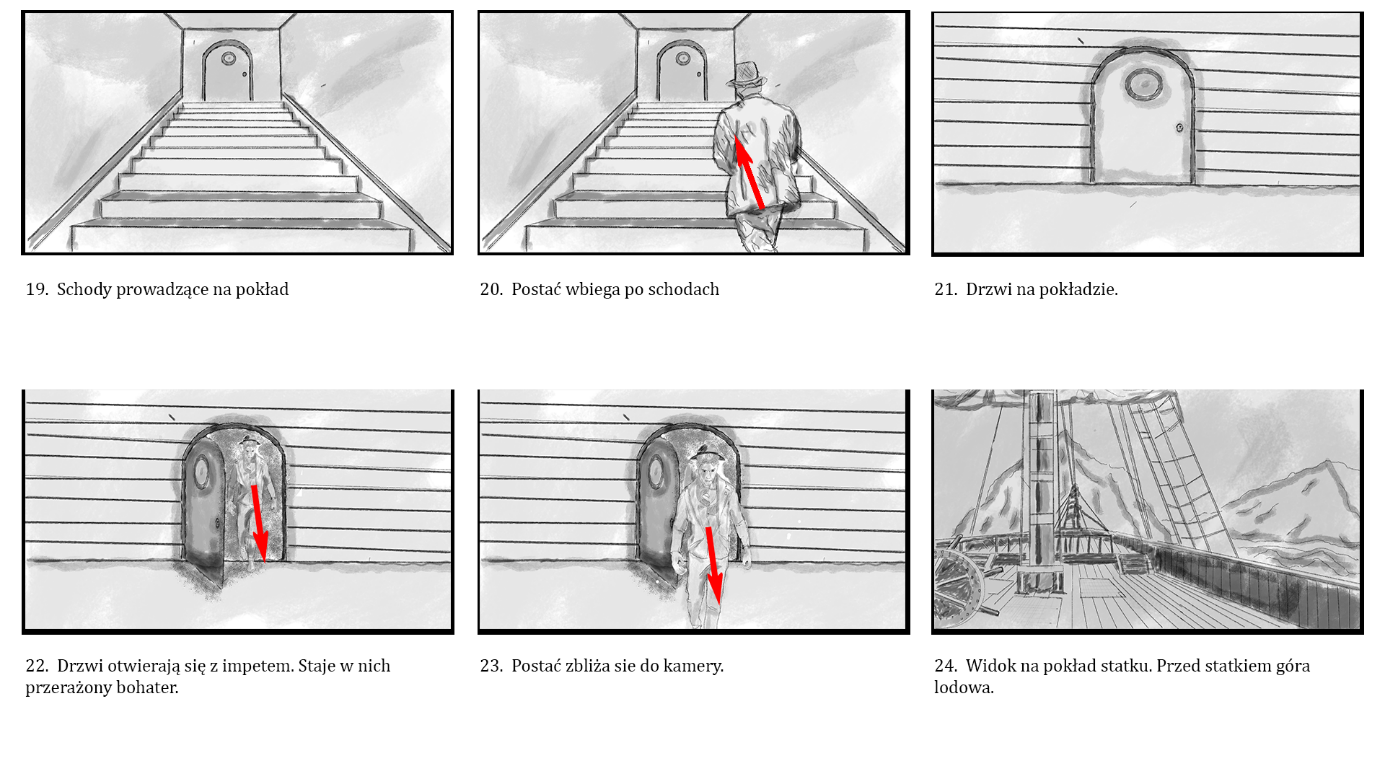 19. Schody prowadzące na pokład
20. Postać wbiega po schodach
21. Drzwi na pokładzie.
22. Drzwi otwierają się z impetem. Staje w nich
przerażony bohater.
23. Postać zbliża sie do kamery.
24. Widok na pokład statku. Przed statkiem góra
lodowa.